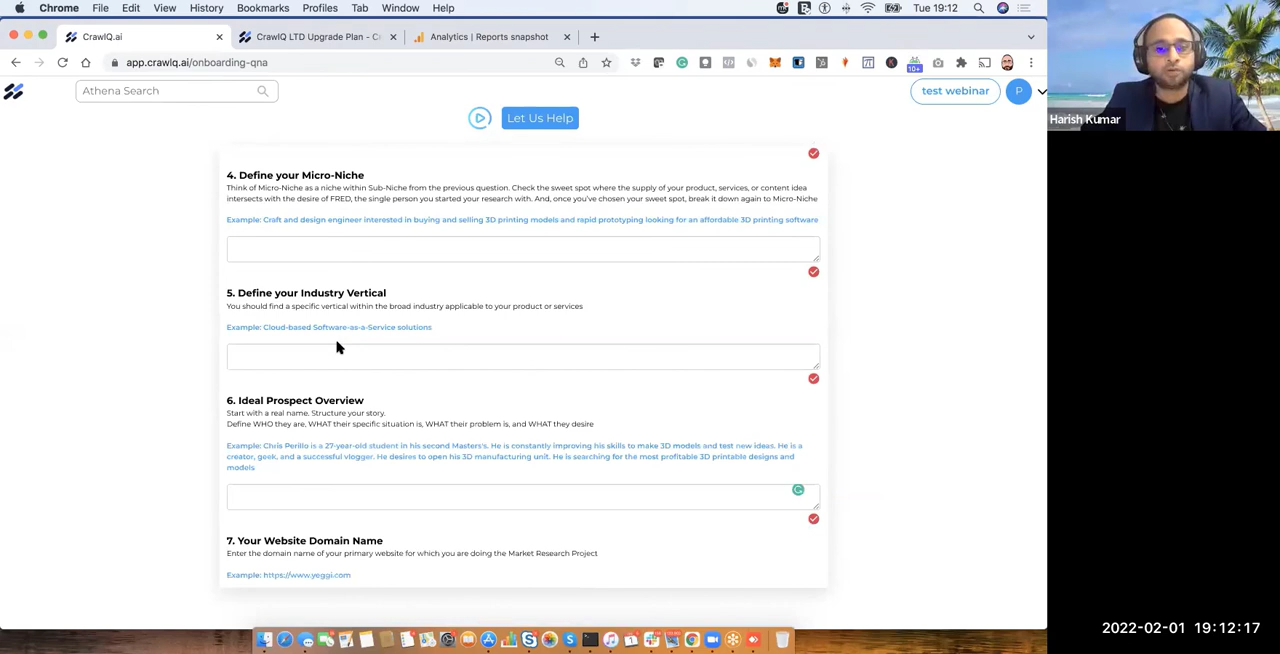 Chrome File Edit View History Bookmarks Profiles Tab Window Help Tue 19:12
CrawlQ.ai CrawlQ LTD Upgrade Plan - C Analytics | Reports snapshot
app.crawlq.ai/onboarding-qna
10+
Athena Search test webinar P
Let Us Help
Harish Kumar
4. Define your Micro-Niche
Think of Micro-Niche as a niche within Sub-Niche from the previous question. Check the sweet spot where the supply of your product, services, or content idea
intersects with the desire of FRED, the single person you started your research with. And, once you've chosen your sweet spot, break it down again to Micro-Niche
Example: Craft and design engineer interested in buying and selling 3D printing models and rapid prototyping looking for an affordable 3D printing software
5. Define your Industry Vertical
You should find a specific vertical within the broad industry applicable to your product or services
Example: Cloud-based Software-as-a-Service solutions
6. Ideal Prospect Overview
Start with a real name. Structure your story.
Define WHO they are, WHAT their specific situation is, WHAT their problem is, and WHAT they desire
Example: Chris Perillo is a 27-year-old student in his second Masters's. He is constantly improving his skills to make 3D models and test new ideas. He is a
creator, geek, and a successful vlogger. He desires to open his 3D manufacturing unit. He is searching for the most profitable 3D printable designs and
models
7. Your Website Domain Name
Enter the domain name of your primary website for which you are doing the Market Research Project
Example: https://www.yeggi.com
2022-02-01 19:12:17